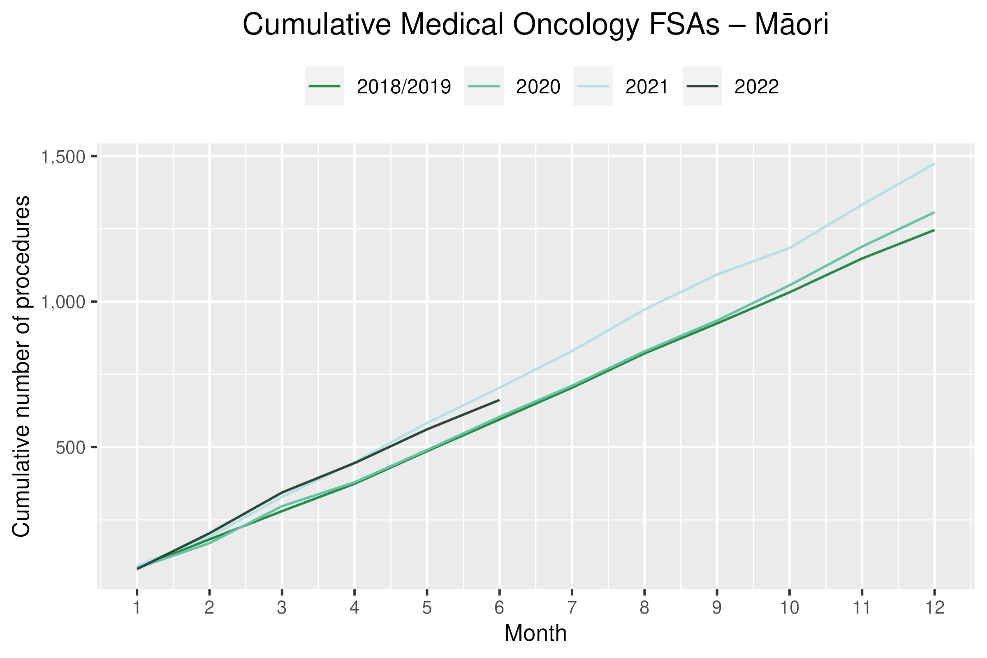 Cumulative Medical Oncology FSAs – Māori
2018/2019 2020 2021 2022
Cumulative number of procedures
1,500
1,000
500
1 2 3 4 5 6 7 8 9 10 11 12
Month